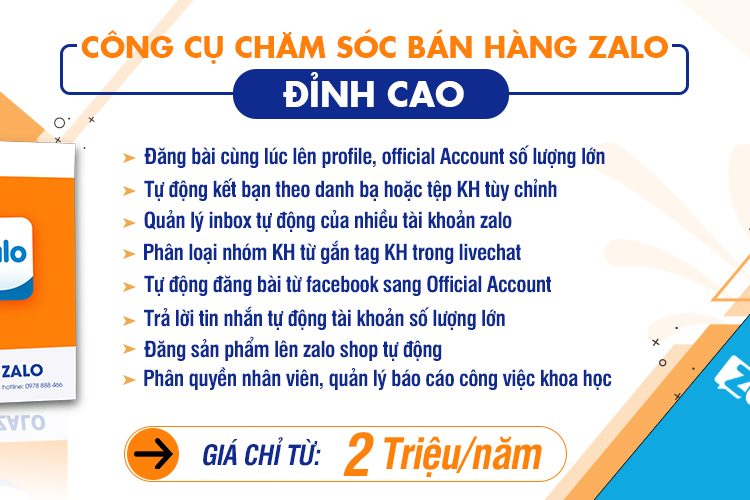 CÔNG CỤ CHĂM SÓC BÁN HÀNG ZALO
ĐỈNH CAO
Đăng bài cùng lúc lên profile, official Account số lượng lớn
Tự động kết bạn theo danh bạ hoặc tệp KH tùy chỉnh
Quản lý inbox tự động của nhiều tài khoản zalo
Phân loại nhóm KH từ gắn tag KH trong livechat
Tự động đăng bài từ facebook sang Official Account
Trả lời tin nhắn tự động tài khoản số lượng lớn
Đăng sản phẩm lên zalo shop tự động
Phân quyền nhân viên, quản lý báo cáo công việc khoa học
GIÁ CHỈ TỪ: 2 Triệu/năm
alo
ZALO
hotline: 0978 888 466
Za